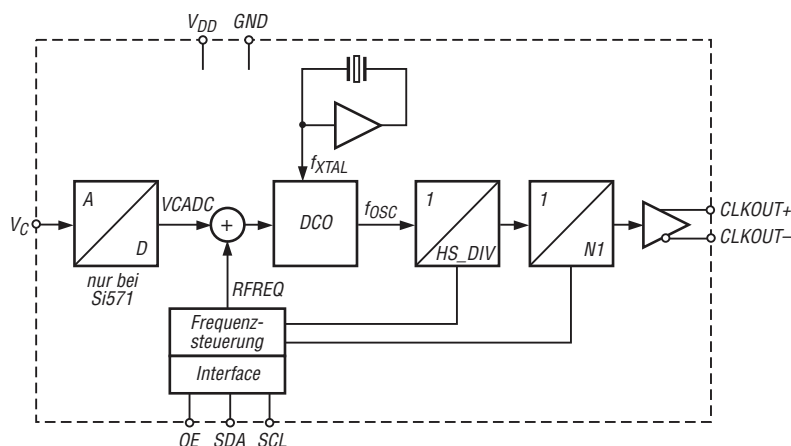 VDD GND
fXTAL
VC
A
D
VCADC
nur bei
Si571
+
DCO
fOSC
1
HS_DIV
1
N1
CLKOUT+
CLKOUT–
RFREQ
Frequenz-
steuerung
Interface
OE SDA SCL